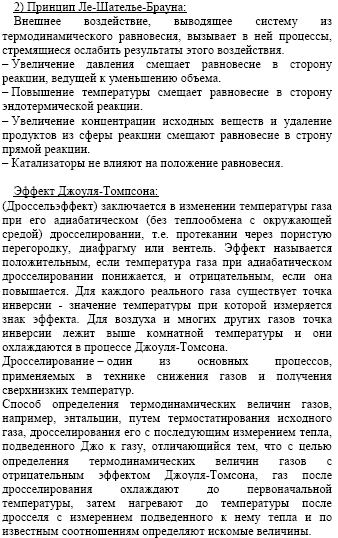 2) Принцип Ле-Шателье-Брауна:
Внешнее воздействие, выводящее систему из
термодинамического равновесия, вызывает в ней процессы,
стремящиеся ослабить результаты этого воздействия.
– Увеличение давления смещает равновесие в сторону
реакции, ведущей к уменьшению объема.
– Повышение температуры смещает равновесие в сторону
эндотермической реакции.
– Увеличение концентрации исходных веществ и удаление
продуктов из сферы реакции смещают равновесие в строну
прямой реакции.
– Катализаторы не влияют на положение равновесия.
Эффект Джоуля-Томпсона:
(Дроссельэффект) заключается в изменении температуры газа
при его адиабатическом (без теплообмена с окружающей
средой) дросселировании, т.е. протекании через пористую
перегородку, диафрагму или вентель. Эффект называется
положительным, если температура газа при адиабатическом
дросселировании понижается, и отрицательным, если она
повышается. Для каждого реального газа существует точка
инверсии - значение температуры при которой измеряется
знак эффекта. Для воздуха и многих других газов точка
инверсии лежит выше комнатной температуры и они
охлаждаются в процессе Джоуля-Томсона.
Дросселирование – один из основных процессов,
применяемых в технике снижения газов и получения
сверхнизких температур.
Способ определения термодинамических величин газов,
например, энтальпии, путем термостатирования исходного
газа, дросселирования его с последующим измерением тепла,
подведенного Джо к газу, отличающийся тем, что с целью
определения термодинамических величин газов с
отрицательным эффектом Джоуля-Томсона, газ после
дросселирования охлаждают до первоначальной
температуры, затем нагревают до температуры после
дросселя с измерением подведенного к нему тепла и по
известным соотношениям определяют искомые величины.